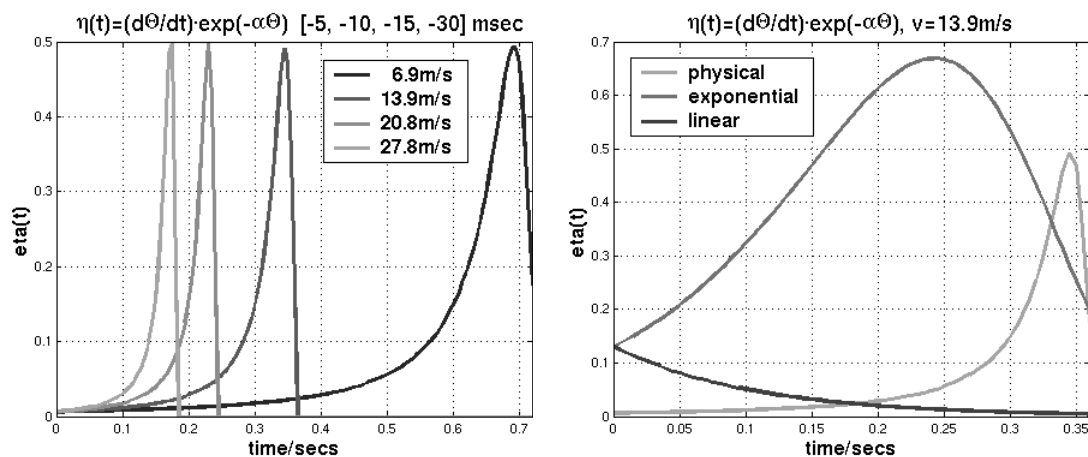 η(t)=(dΘ/dt)·exp(-αΘ) [-5, -10, -15, -30] msec
eta(t)
0.5
0.4
0.3
0.2
0.1
0
6.9m/s
13.9m/s
20.8m/s
27.8m/s
0 0.1 0.2 0.3 0.4 0.5 0.6 0.7
time/secs
η(t)=(dΘ/dt)·exp(-αΘ), v=13.9m/s
eta(t)
0.7
0.6
0.5
0.4
0.3
0.2
0.1
0
physical
exponential
linear
0 0.05 0.1 0.15 0.2 0.25 0.3 0.35
time/secs